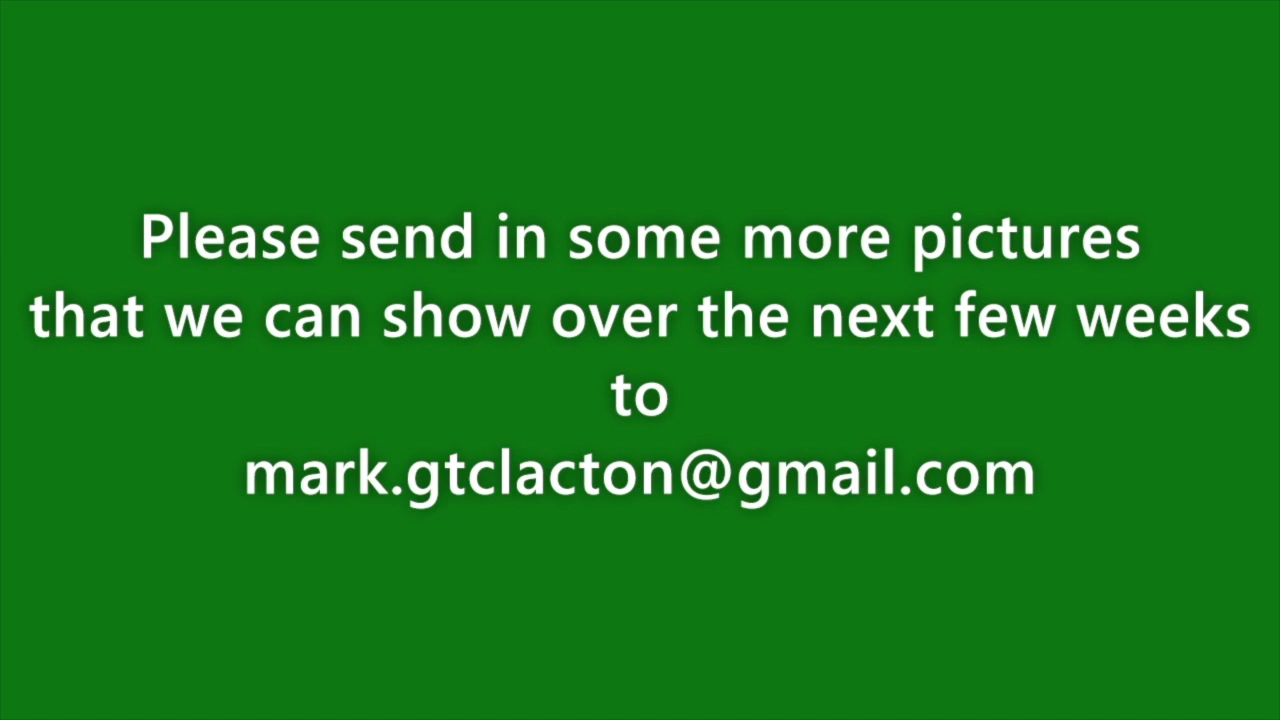 Please send in some more pictures
that we can show over the next few weeks
to
mark.gtclacton@gmail.com